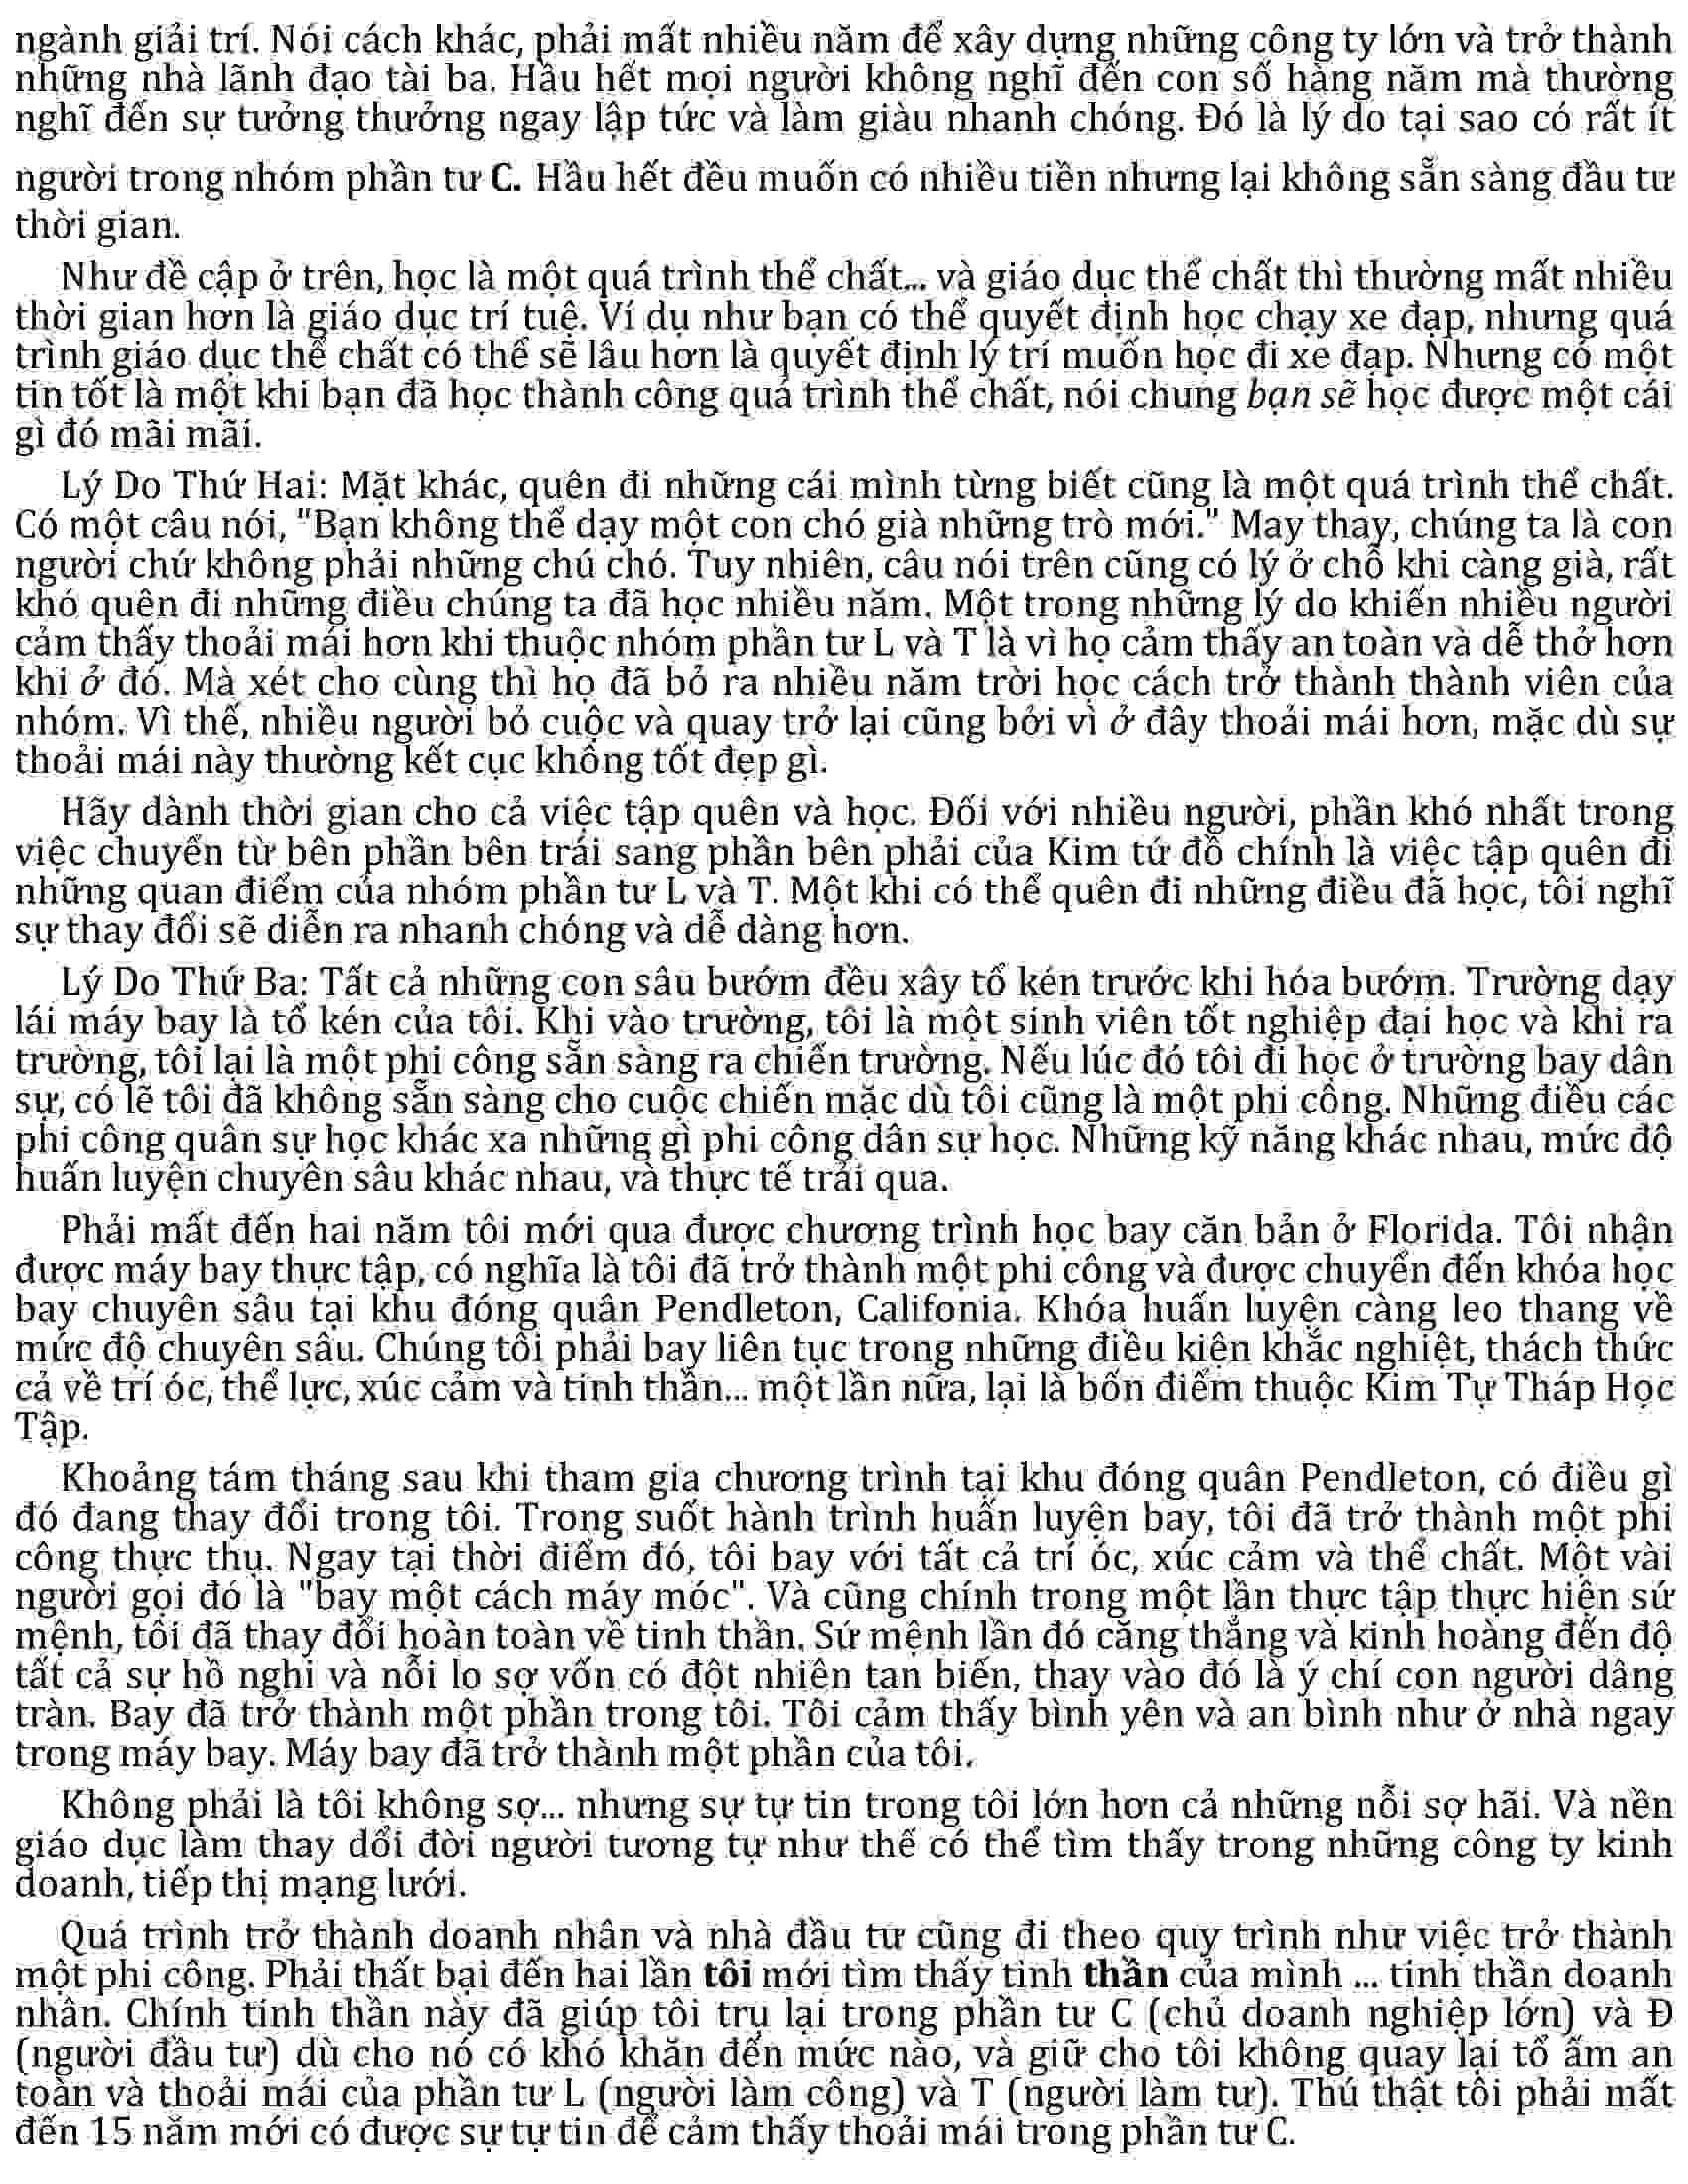 ngành giải trí. Nói cách khác, phải mất nhiều năm để xây dựng những công ty lớn và trở thành
những nhà lãnh đạo tài ba. Hầu hết mọi người không nghĩ đến con số hàng năm mà thường
nghĩ đến sự tưởng thưởng ngay lập tức và làm giàu nhanh chóng. Đó là lý do tại sao có rất ít
người trong nhóm phần tư C. Hầu hết đều muốn có nhiều tiền nhưng lại không sẵn sàng đầu tư
thời gian.
Như đề cập ở trên, học là một quá trình thể chất... và giáo dục thể chất thì thường mất nhiều
thời gian hơn là giáo dục trí tuệ. Ví dụ như bạn có thể quyết định học chạy xe đạp, nhưng quá
trình giáo dục thể chất có thể sẽ lâu hơn là quyết định lý trí muốn học đi xe đạp. Nhưng có một
tin tốt là một khi bạn đã học thành công quá trình thể chất, nói chung bạn sẽ học được một cái
gì đó mãi mãi.
Lý Do Thứ Hai: Mặt khác, quên đi những cái mình từng biết cũng là một quá trình thể chất.
Có một câu nói, "Bạn không thể dạy một con chó già những trò mới." May thay, chúng ta là con
người chứ không phải những chú chó. Tuy nhiên, câu nói trên cũng có lý ở chỗ khi càng già, rất
khó quên đi những điều chúng ta đã học nhiều năm. Một trong những lý do khiến nhiều người
cảm thấy thoải mái hơn khi thuộc nhóm phần tư L và T là vì họ cảm thấy an toàn và dễ thở hơn
khi ở đó. Mà xét cho cùng thì họ đã bỏ ra nhiều năm trời học cách trở thành thành viên của
nhóm. Vì thế, nhiều người bỏ cuộc và quay trở lại cũng bởi vì ở đây thoải mái hơn, mặc dù sự
thoải mái này thường kết cục không tốt đẹp gì.
Hãy dành thời gian cho cả việc tập quên và học. Đối với nhiều người, phần khó nhất trong
việc chuyển từ bên phần bên trái sang phần bên phải của Kim tứ đồ chính là việc tập quên đi
những quan điểm của nhóm phần tư L và T. Một khi có thể quên đi những điều đã học, tôi nghĩ
sự thay đổi sẽ diễn ra nhanh chóng và dễ dàng hơn.
Lý Do Thứ Ba: Tất cả những con sâu bướm đều xây tổ kén trước khi hóa bướm. Trường dạy
lái máy bay là tổ kén của tôi. Khi vào trường, tôi là một sinh viên tốt nghiệp đại học và khi ra
trường, tôi lại là một phi công sẵn sàng ra chiến trường. Nếu lúc đó tôi đi học ở trường bay dân
sự, có lẽ tôi đã không sẵn sàng cho cuộc chiến mặc dù tôi cũng là một phi công. Những điều các
phi công quân sự học khác xa những gì phi công dân sự học. Những kỹ năng khác nhau, mức độ
huấn luyện chuyên sâu khác nhau, và thực tế trải qua.
Phải mất đến hai năm tôi mới qua được chương trình học bay căn bản ở Florida. Tôi nhận
được máy bay thực tập, có nghĩa là tôi đã trở thành một phi công và được chuyển đến khóa học
bay chuyên sâu tại khu đóng quân Pendleton, Califonia. Khóa huấn luyện càng leo thang về
mức độ chuyên sâu. Chúng tôi phải bay liên tục trong những điều kiện khắc nghiệt, thách thức
cả về trí óc, thể lực, xúc cảm và tinh thần... một lần nữa, lại là bốn điểm thuộc Kim Tự Tháp Học
Tập.
Khoảng tám tháng sau khi tham gia chương trình tại khu đóng quân Pendleton, có điều gì
đó đang thay đổi trong tôi. Trong suốt hành trình huấn luyện bay, tôi đã trở thành một phi
công thực thụ. Ngay tại thời điểm đó, tôi bay với tất cả trí óc, xúc cảm và thể chất. Một vài
người gọi đó là "bay một cách máy móc". Và cũng chính trong một lần thực tập thực hiện sứ
mệnh, tôi đã thay đổi hoàn toàn về tinh thần. Sứ mệnh lần đó căng thẳng và kinh hoàng đến độ
tất cả sự hồ nghi và nỗi lo sợ vốn có đột nhiên tan biến, thay vào đó là ý chí con người dâng
tràn. Bay đã trở thành một phần trong tôi. Tôi cảm thấy bình yên và an bình như ở nhà ngay
trong máy bay. Máy bay đã trở thành một phần của tôi.
Không phải là tôi không sợ... nhưng sự tự tin trong tôi lớn hơn cả những nỗi sợ hãi. Và nền
giáo dục làm thay dổi đời người tương tự như thế có thể tìm thấy trong những công ty kinh
doanh, tiếp thị mạng lưới.
Quá trình trở thành doanh nhân và nhà đầu tư cũng đi theo quy trình như việc trở thành
một phi công. Phải thất bại đến hai lần tôi mới tìm thấy tinh thần của mình ... tinh thần doanh
nhân. Chính tinh thần này đã giúp tôi trụ lại trong phần tư C (chủ doanh nghiệp lớn) và Đ
(người đầu tư) dù cho nó có khó khăn đến mức nào, và giữ cho tôi không quay lại tổ ấm an
toàn và thoải mái của phần tư L (người làm công) và T (người làm tư). Thú thật tôi phải mất
đến 15 năm mới có được sự tự tin để cảm thấy thoải mái trong phần tư C.